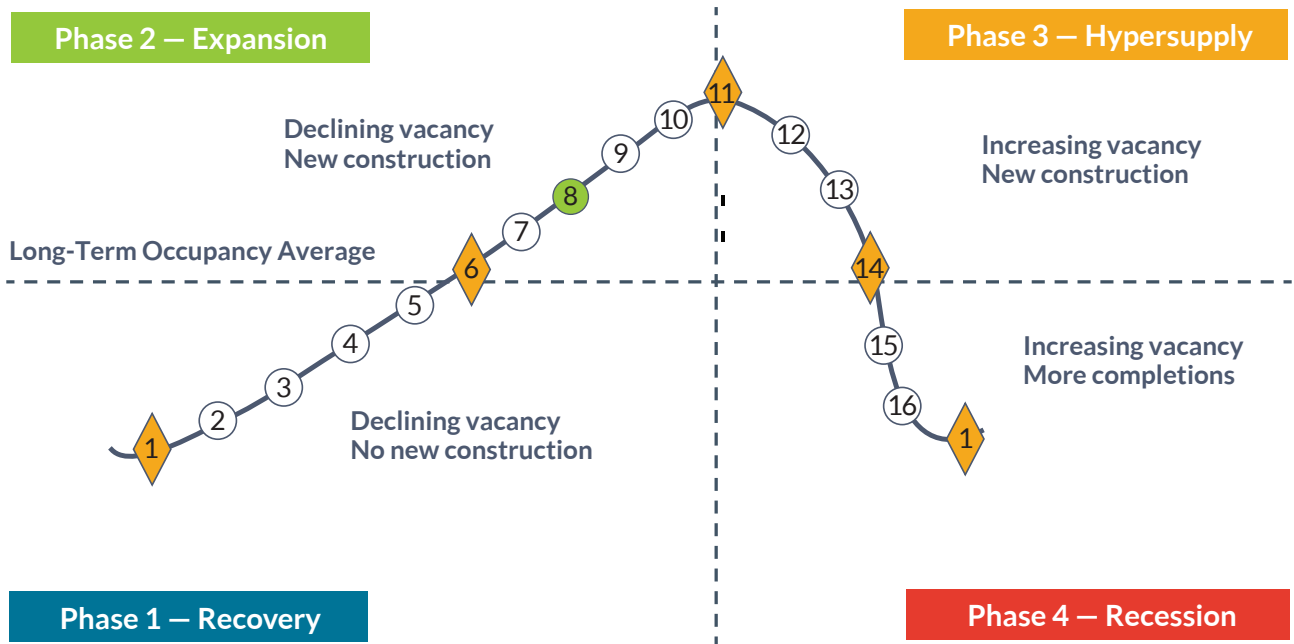 Phase 2 — Expansion
Phase 3 — Hypersupply
11
10
12
Declining vacancy
New construction
9
Increasing vacancy
New construction
8
13
7
Long-Term Occupancy Average
6
14
5
4
15
Increasing vacancy
More completions
3
16
2
Declining vacancy
No new construction
1
1
Phase 1 — Recovery
Phase 4 — Recession